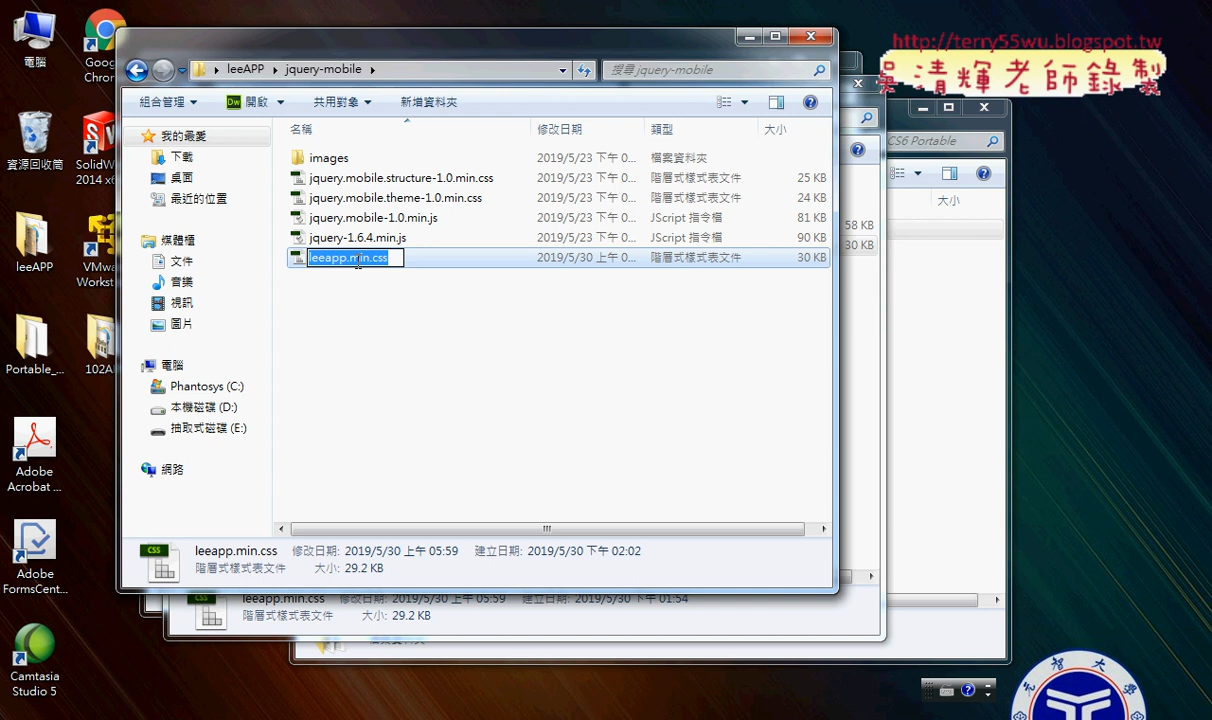 http://terry55wu.blogspot.tw
吳清輝老師錄製
電腦
資源回收筒
leeAPP
Portable_...
Adobe
Acrobat ...
Adobe
FormsCent...
Camtasia
Studio 5
Goog
Chron
SolidW
2014 x6
VMwa
Workst
102A
leeAPP
jquery-mobile
搜尋 jquery-mobile
組合管理
Dw
開啟
共用對象
新增資料夾
我的最愛
下載
桌面
最近的位置
媒體櫃
文件
音樂
視訊
圖片
電腦
Phantosys (C:)
本機磁碟 (D:)
抽取式磁碟 (E:)
網路
名稱 修改日期 類型 大小
images 2019/5/23 下午 0... 檔案資料夾
jquery.mobile.structure-1.0.min.css 2019/5/23 下午 0... 階層式樣式表文件 25 KB
jquery.mobile.theme-1.0.min.css 2019/5/23 下午 0... 階層式樣式表文件 24 KB
jquery.mobile-1.0.min.js 2019/5/23 下午 0... JScript 指令檔 81 KB
jquery-1.6.4.min.js 2019/5/23 下午 0... JScript 指令檔 90 KB
leeapp.min.css 2019/5/30 上午 0... 階層式樣式表文件 30 KB
CSS
leeapp.min.css 修改日期: 2019/5/30 上午 05:59 建立日期: 2019/5/30 下午 02:02
階層式樣式表文件 大小: 29.2 KB
58 KB
30 KB
CS6 Portable
大小
leeapp.min.css 修改日期: 2019/5/30 上午 05:59 建立日期: 2019/5/30 下午 01:54
階層式樣式表文件 大小: 29.2 KB
智大